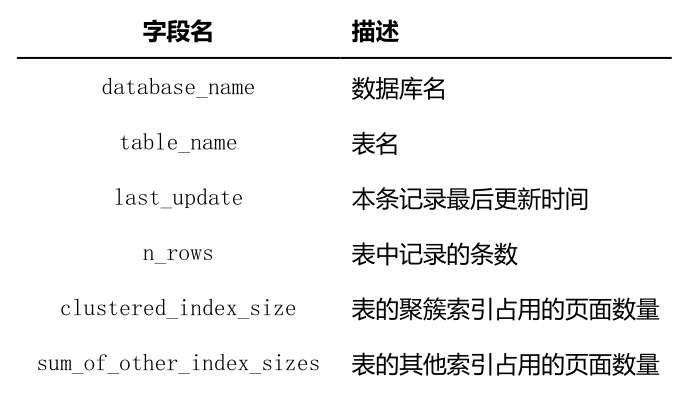 字段名 描述
database_name 数据库名
table_name 表名
last_update 本条记录最后更新时间
n_rows 表中记录的条数
clustered_index_size 表的聚簇索引占用的页面数量
sum_of_other_index_sizes 表的其他索引占用的页面数量